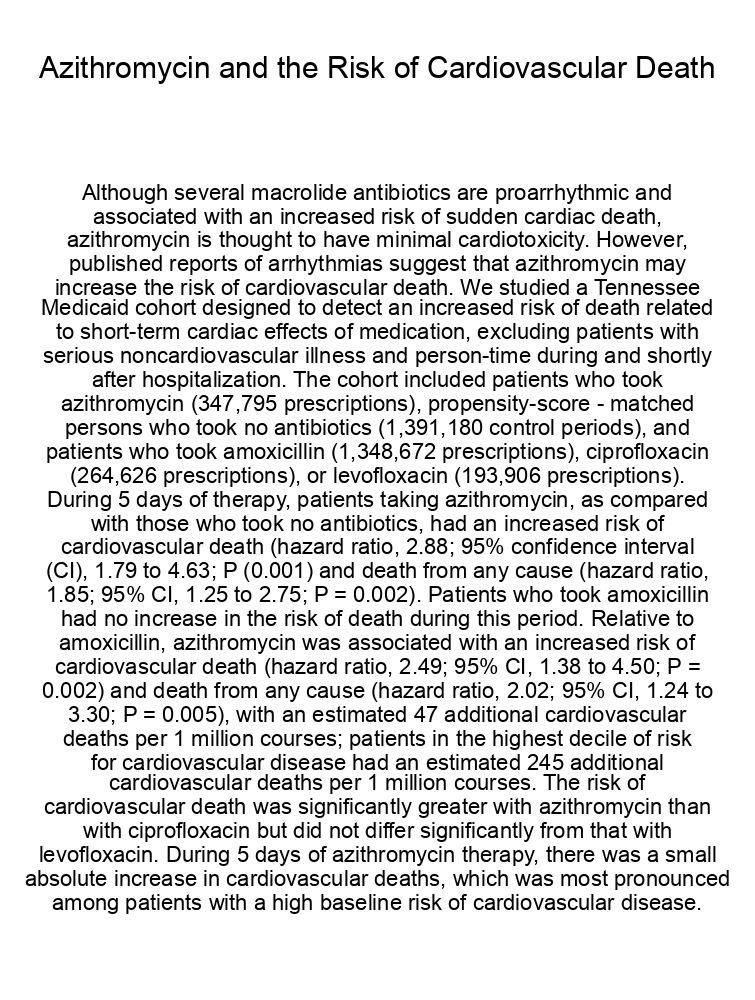 Azithromycin and the Risk of Cardiovascular Death
Although several macrolide antibiotics are proarrhythmic and
associated with an increased risk of sudden cardiac death,
azithromycin is thought to have minimal cardiotoxicity. However,
published reports of arrhythmias suggest that azithromycin may
increase the risk of cardiovascular death. We studied a Tennessee
Medicaid cohort designed to detect an increased risk of death related
to short-term cardiac effects of medication, excluding patients with
serious noncardiovascular illness and person-time during and shortly
after hospitalization. The cohort included patients who took
azithromycin (347,795 prescriptions), propensity-score - matched
persons who took no antibiotics (1,391,180 control periods), and
patients who took amoxicillin (1,348,672 prescriptions), ciprofloxacin
(264,626 prescriptions), or levofloxacin (193,906 prescriptions).
During 5 days of therapy, patients taking azithromycin, as compared
with those who took no antibiotics, had an increased risk of
cardiovascular death (hazard ratio, 2.88; 95% confidence interval
(CI), 1.79 to 4.63; P (0.001) and death from any cause (hazard ratio,
1.85; 95% CI, 1.25 to 2.75; P = 0.002). Patients who took amoxicillin
had no increase in the risk of death during this period. Relative to
amoxicillin, azithromycin was associated with an increased risk of
cardiovascular death (hazard ratio, 2.49; 95% CI, 1.38 to 4.50; P =
0.002) and death from any cause (hazard ratio, 2.02; 95% CI, 1.24 to
3.30; P = 0.005), with an estimated 47 additional cardiovascular
deaths per 1 million courses; patients in the highest decile of risk
for cardiovascular disease had an estimated 245 additional
cardiovascular deaths per 1 million courses. The risk of
cardiovascular death was significantly greater with azithromycin than
with ciprofloxacin but did not differ significantly from that with
levofloxacin. During 5 days of azithromycin therapy, there was a small
absolute increase in cardiovascular deaths, which was most pronounced
among patients with a high baseline risk of cardiovascular disease.